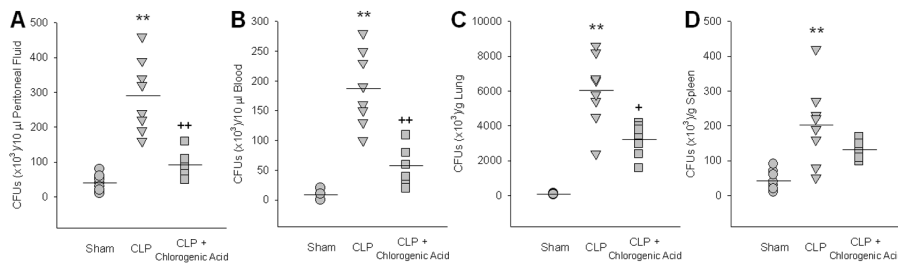 A
CFUs (x10³)/10 µl Peritoneal Fluid
500
400
300
200
100
0
**
++
Sham
CLP
CLP +
Chlorogenic Acid
B
CFUs (x10³)/10 µl Blood
300
250
200
150
100
50
0
**
++
Sham
CLP
CLP +
Chlorogenic Acid
C
CFUs (x10³)/g Lung
10000
8000
6000
4000
2000
0
**
+
Sham
CLP
CLP +
Chlorogenic Acid
D
CFUs (x10³)/g Spleen
500
400
300
200
100
0
**
Sham
CLP
CLP +
Chlorogenic Acid